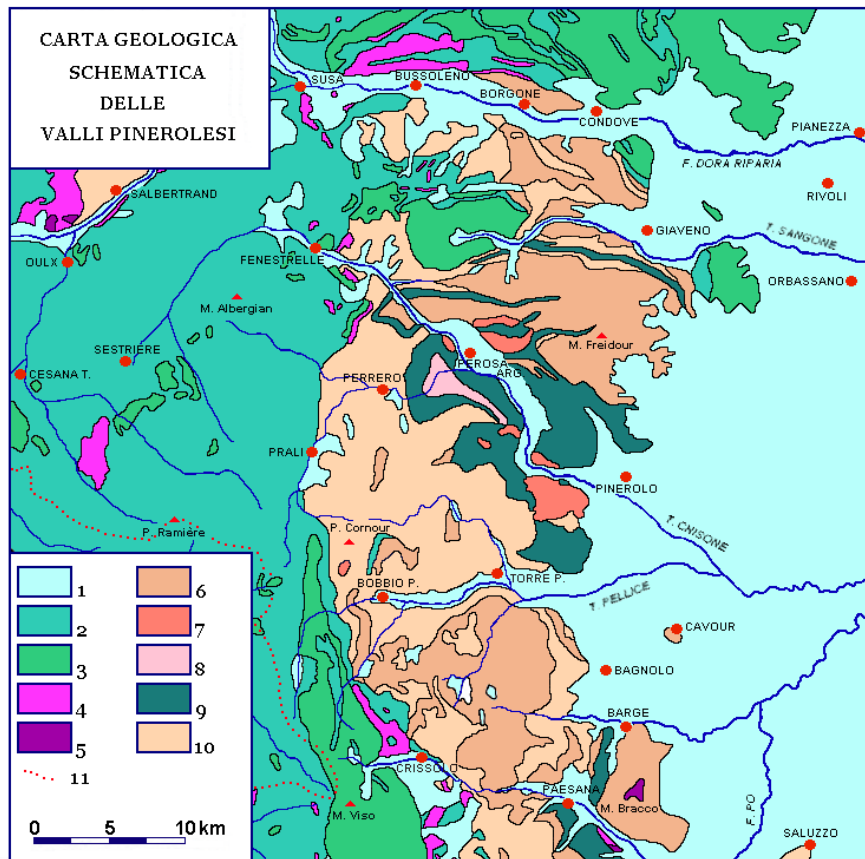 CARTA GEOLOGICA
SCHEMATICA
DELLE
VALLI PINEROLESI
SUSA
BUSSOLENO
BORGONE
CONDOVE
PIANEZZA
F. DORA RIPARIA
RIVOLI
SALBERTRAND
GIAVENO
T. SANGONE
OULX
FENESTRELLE
ORBASSANO
M. Albergian
M. Freidour
SESTRIERE
PEROSA
ARG.
CESANA T.
PERRERO
PRALI
PINEROLO
T. CHISONE
P. Ramière
P. Cornour
TORRE P.
BOBBIO P.
T. PELLICE
CAVOUR
BAGNOLO
BARGE
CRISSOLO
PAESANA
M. Bracco
M. Viso
F. PO
SALUZZO
1 6
2 7
3 8
4 9
5 10
11
0 5 10 km